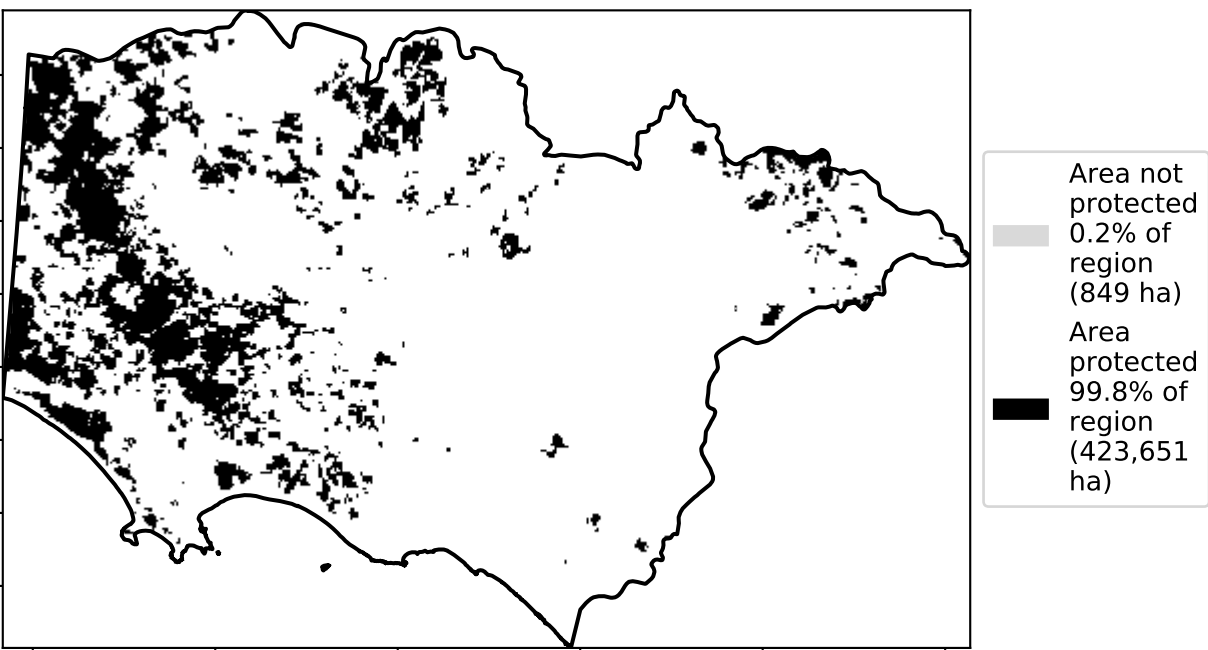 Area not
protected
0.2% of
region
(849 ha)
Area
protected
99.8% of
region
(423,651
ha)